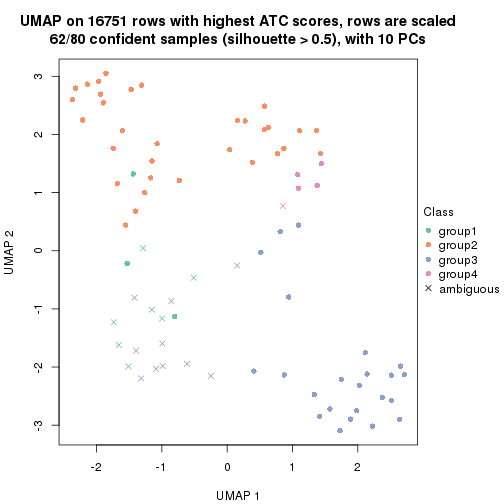 UMAP on 16751 rows with highest ATC scores, rows are scaled
62/80 confident samples (silhouette > 0.5), with 10 PCs
3
2
1
0
-1
-2
-3
UMAP 2
-2
-1
0
1
2
UMAP 1
Class
group1
group2
group3
group4
ambiguous